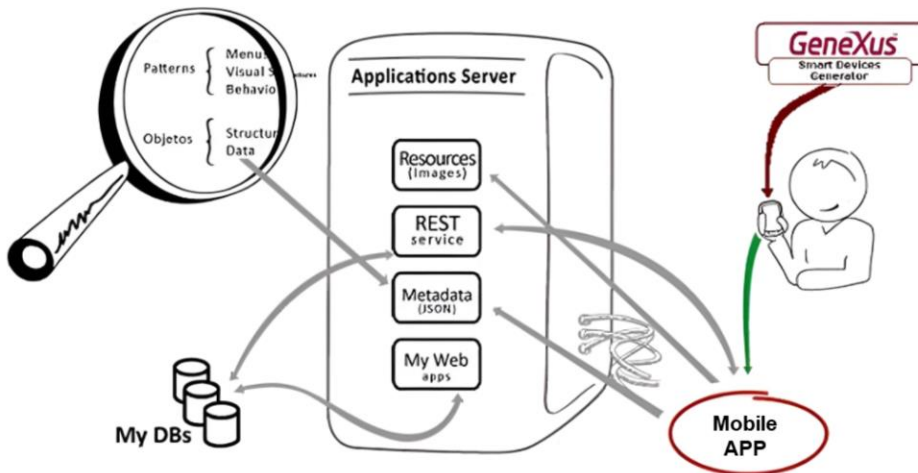 GeneXus
Smart Devices
Generator
Patterns
Menus
Visual
Behavio
Objetos
Structu
Data
Applications Server
Resources
(Images)
REST
service
Metadata
(JSON)
My Web
apps
My DBs
Mobile
APP